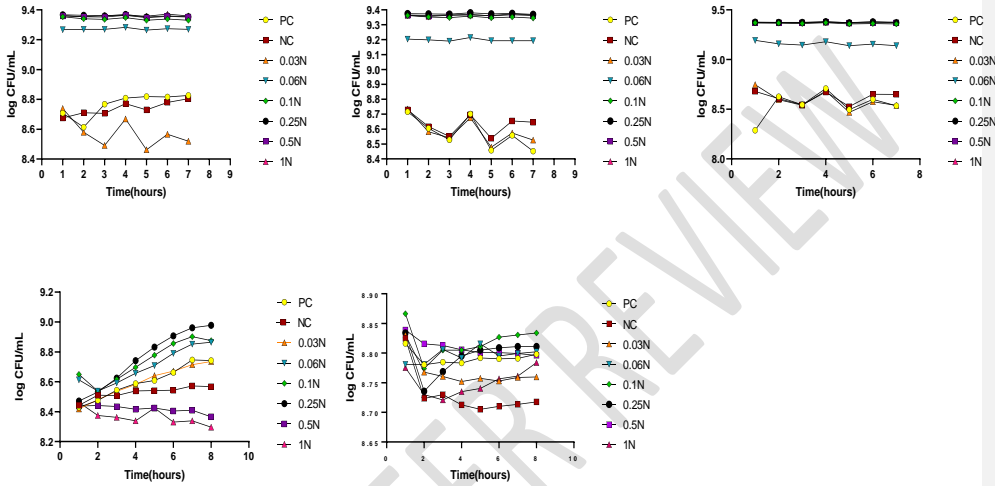 log CFU/mL
9.4
9.2
9.0
8.8
8.6
8.4
0 1 2 3 4 5 6 7 8 9
Time(hours)
PC
NC
0.03N
0.06N
0.1N
0.25N
0.5N
1N
log CFU/mL
9.4
9.3
9.2
9.1
9.0
8.9
8.8
8.7
8.6
8.5
8.4
0 1 2 3 4 5 6 7 8 9
Time(hours)
PC
NC
0.03N
0.06N
0.1N
0.25N
0.5N
1N
log CFU/mL
9.5
9.0
8.5
8.0
0 2 4 6 8
Time(hours)
PC
NC
0.03N
0.06N
0.1N
0.25N
0.5N
1N
log CFU/mL
9.2
9.0
8.8
8.6
8.4
8.2
0 2 4 6 8 10
Time(hours)
PC
NC
0.03N
0.06N
0.1N
0.25N
0.5N
1N
log CFU/mL
8.90
8.85
8.80
8.75
8.70
8.65
0 2 4 6 8 10
Time(hours)
PC
NC
0.03N
0.06N
0.1N
0.25N
0.5N
1N
ER REVIEW